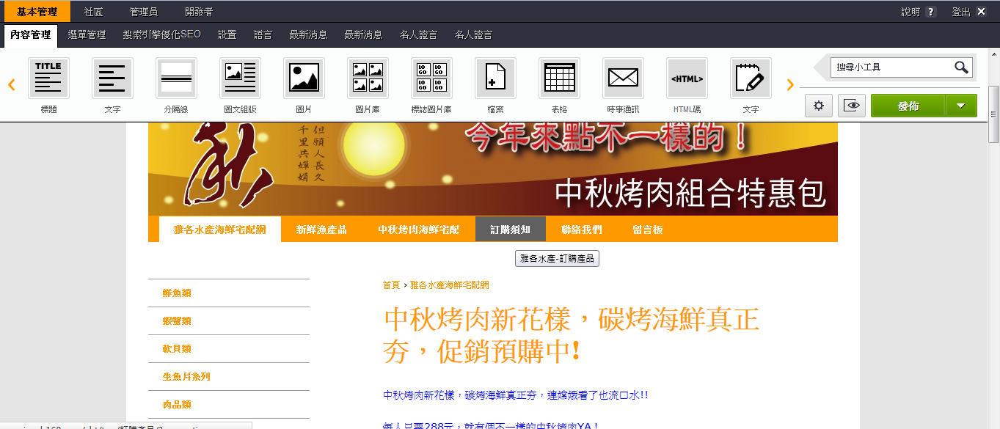 基本管理 社區 管理員 開發者 說明 ? 登出 ×
內容管理 選單管理 搜索引擎優化SEO 設置 語言 最新消息 最新消息 名人證言 名人證言
TITLE
LO GO LO GO LO GO LO GO
<HTML>
搜尋小工具
標題 文字 分隔線 圖文組版 圖片 圖片庫 標誌圖片庫 檔案 表格 時事通訊 HTML碼 文字
發佈
但願人長久
千里共嬋娟
今年來點不一樣的！
中秋烤肉組合特惠包
雅各水產海鮮宅配網 新鮮漁產品 中秋烤肉海鮮宅配 訂購須知 聯絡我們 留言板
雅各水產-訂購產品
首頁 › 雅各水產海鮮宅配網
鮮魚類
蝦蟹類
軟貝類
生魚片系列
肉品類
中秋烤肉新花樣，碳烤海鮮真正
夯，促銷預購中!
中秋烤肉新花樣，碳烤海鮮真正夯，連嫦娥看了也流口水!!
每人只要288元，就有個不一樣的中秋烤肉YA！